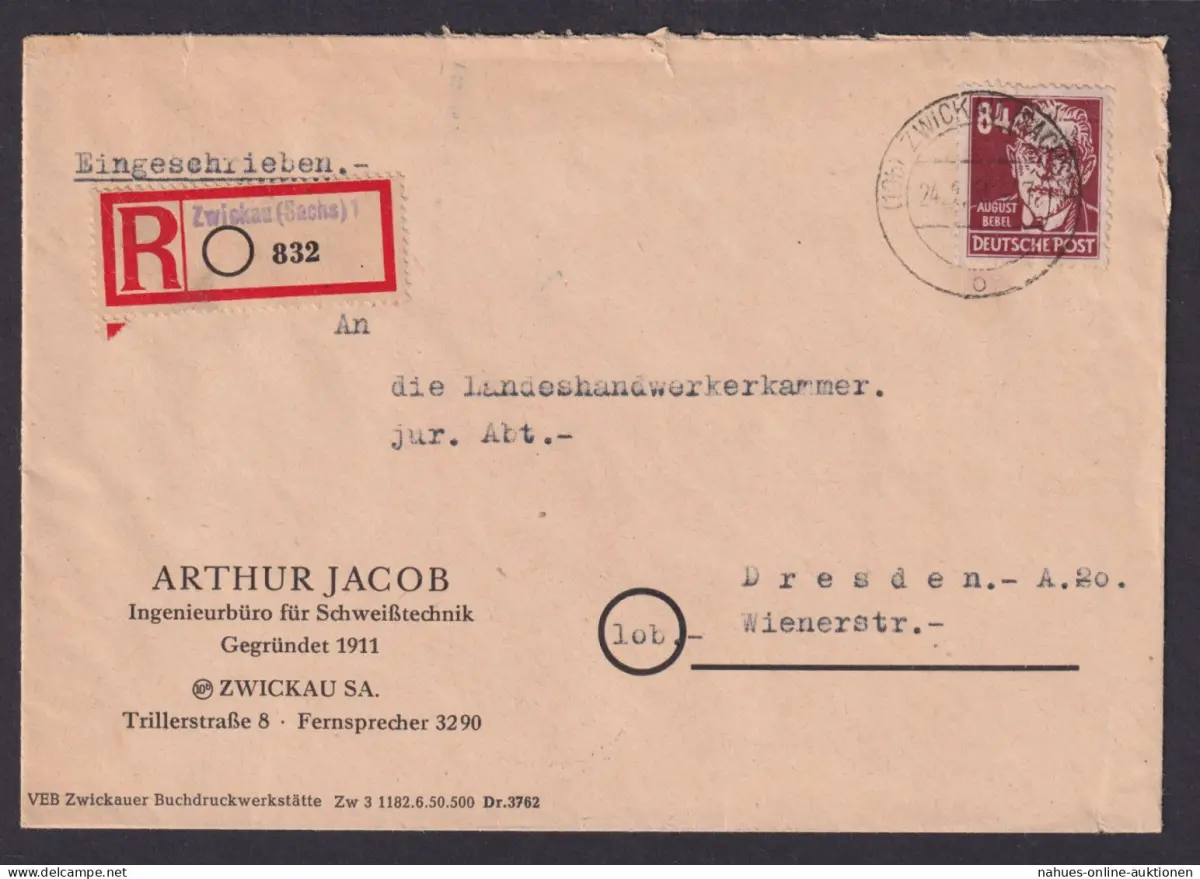 Eingeschrieben.-
R
Zwickau (Sachs) 1
832
84
AUGUST
BEBEL
DEUTSCHE POST
An
die Landeshandwerkerkammer.
jur. Abt.-
Dresden.- A.2o.
lob.-
Wienerstr.-
ARTHUR JACOB
Ingenieurbüro für Schweißtechnik
Gegründet 1911
10b ZWICKAU SA.
Trillerstraße 8 · Fernsprecher 3290
VEB Zwickauer Buchdruckwerkstätte Zw 3 1182.6.50.500 Dr.3762
delcampe.net
nahues-online-auktionen